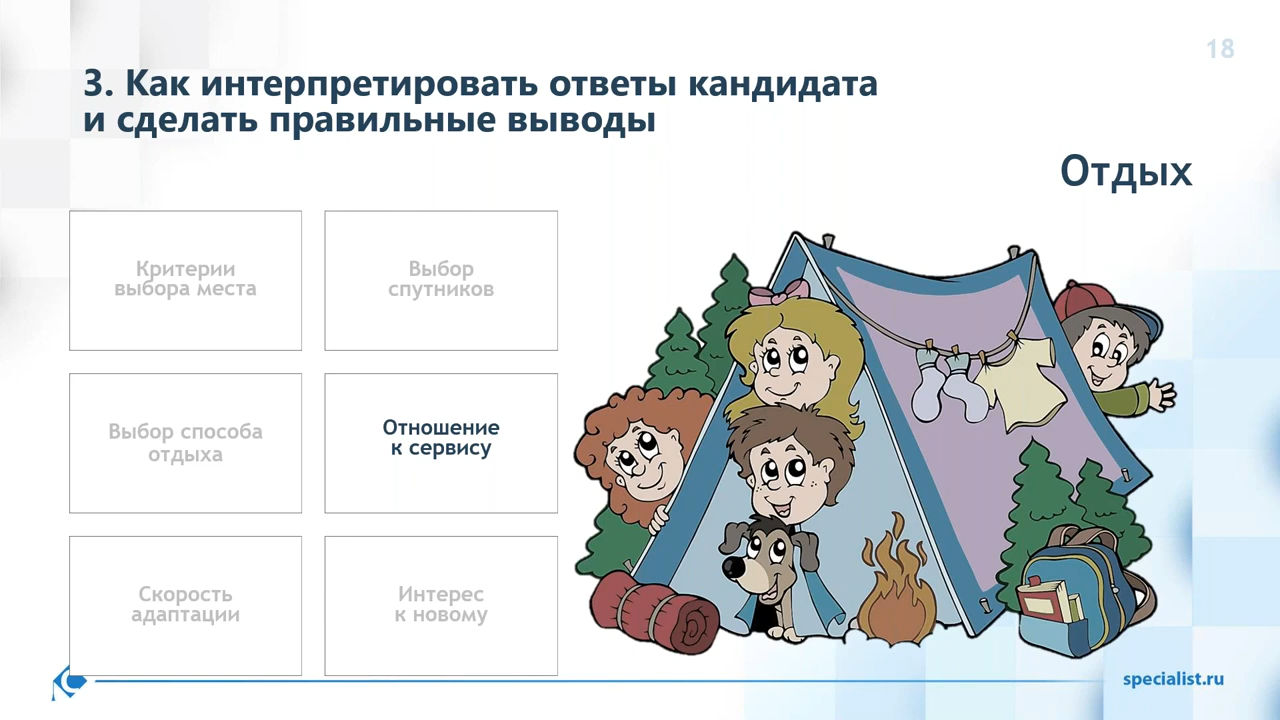 18
3. Как интерпретировать ответы кандидата
и сделать правильные выводы
Отдых
Критерии
выбора места
Выбор
спутников
Выбор способа
отдыха
Отношение
к сервису
Скорость
адаптации
Интерес
к новому
specialist.ru